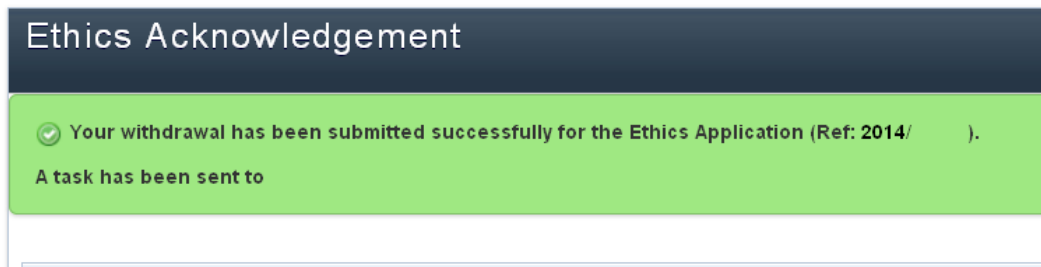 Ethics Acknowledgement
Your withdrawal has been submitted successfully for the Ethics Application (Ref: 2014/ ).
A task has been sent to